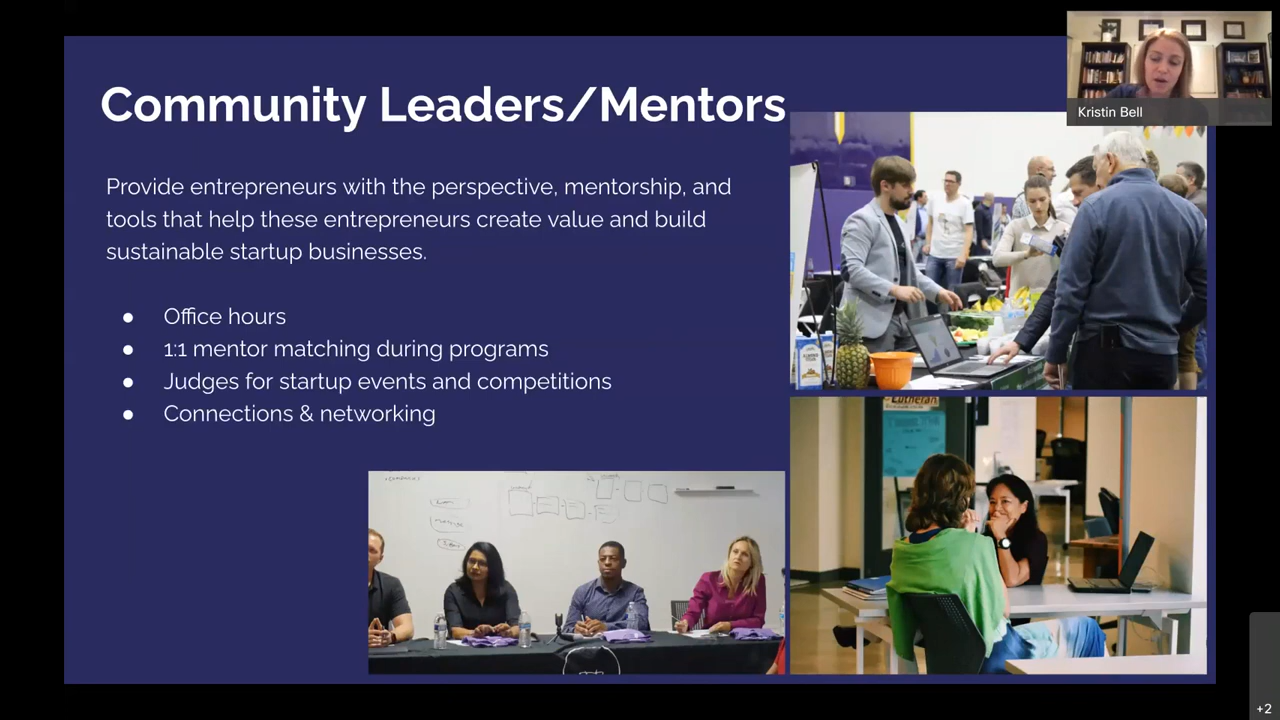 Community Leaders/Mentors
Kristin Bell
Provide entrepreneurs with the perspective, mentorship, and
tools that help these entrepreneurs create value and build
sustainable startup businesses.
● Office hours
● 1:1 mentor matching during programs
● Judges for startup events and competitions
● Connections & networking
Lutheran
+2